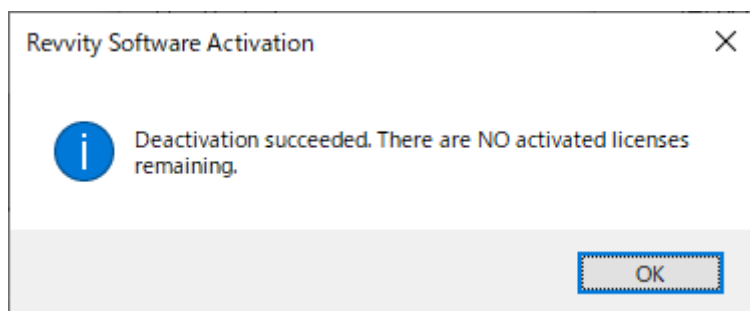 Revvity Software Activation
Deactivation succeeded. There are NO activated licenses
remaining.
OK